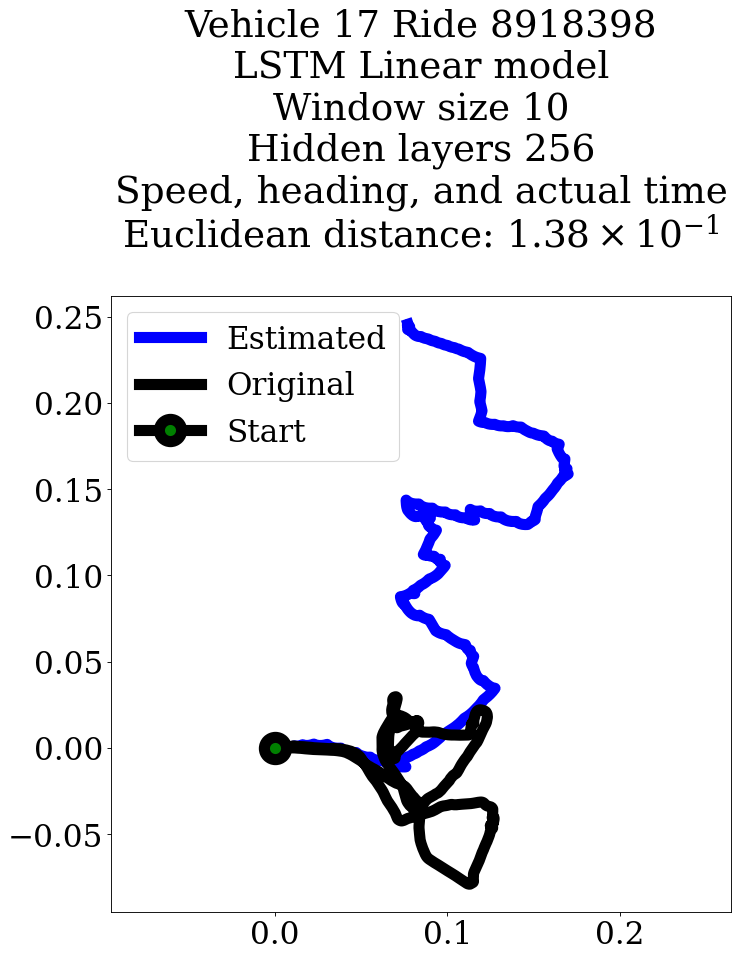 Vehicle 17 Ride 8918398
LSTM Linear model
Window size 10
Hidden layers 256
Speed, heading, and actual time
Euclidean distance: 1.38 × 10⁻¹
Estimated
Original
Start
0.25
0.20
0.15
0.10
0.05
0.00
−0.05
0.0 0.1 0.2